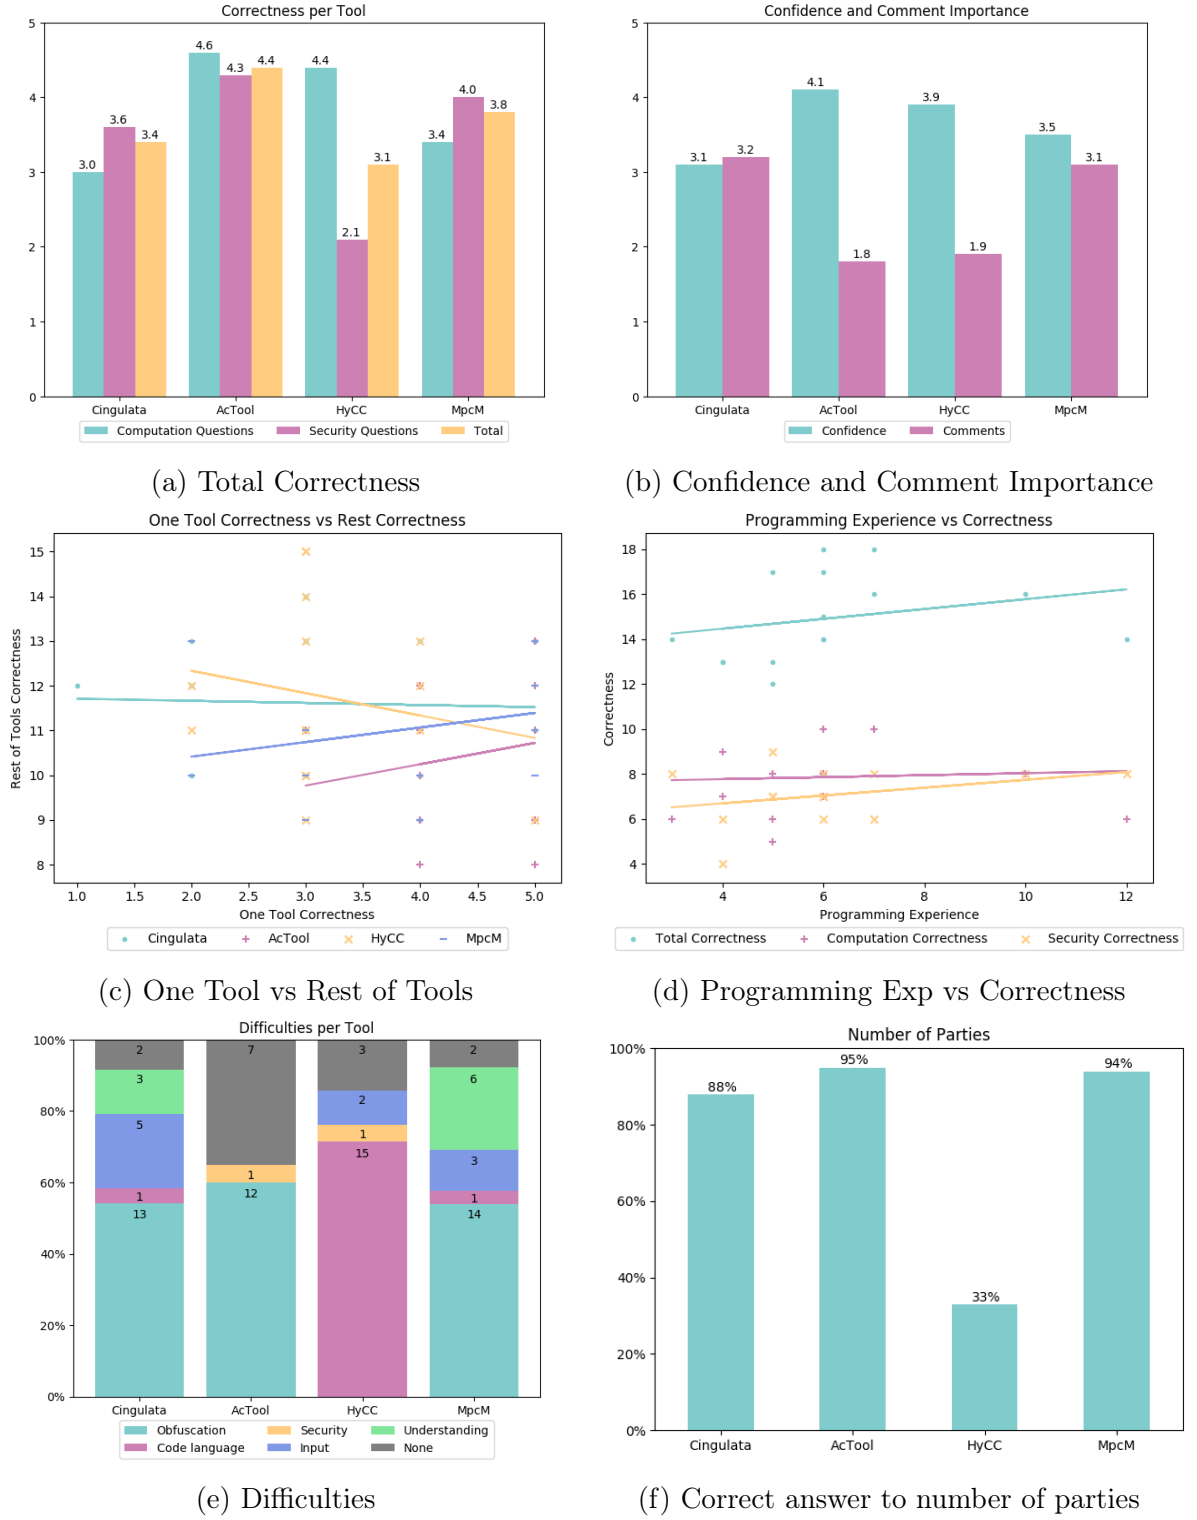 Correctness per Tool
5
4
3
2
1
0
3.0
3.6
3.4
4.6
4.3
4.4
4.4
2.1
3.1
3.4
4.0
3.8
Cingulata AcTool HyCC MpcM
Computation Questions Security Questions Total
(a) Total Correctness
Confidence and Comment Importance
5
4
3
2
1
0
3.1
3.2
4.1
1.8
3.9
1.9
3.5
3.1
Cingulata AcTool HyCC MpcM
Confidence Comments
(b) Confidence and Comment Importance
One Tool Correctness vs Rest Correctness
Rest of Tools Correctness
15
14
13
12
11
10
9
8
1.0 1.5 2.0 2.5 3.0 3.5 4.0 4.5 5.0
One Tool Correctness
Cingulata AcTool HyCC MpcM
(c) One Tool vs Rest of Tools
Programming Experience vs Correctness
Correctness
18
16
14
12
10
8
6
4
4 6 8 10 12
Programming Experience
Total Correctness Computation Correctness Security Correctness
(d) Programming Exp vs Correctness
Difficulties per Tool
100%
80%
60%
40%
20%
0%
2
3
5
1
13
7
1
12
3
2
1
15
2
6
3
1
14
Cingulata AcTool HyCC MpcM
Obfuscation Security Understanding
Code language Input None
(e) Difficulties
Number of Parties
100%
80%
60%
40%
20%
0%
88%
95%
33%
94%
Cingulata AcTool HyCC MpcM
(f) Correct answer to number of parties